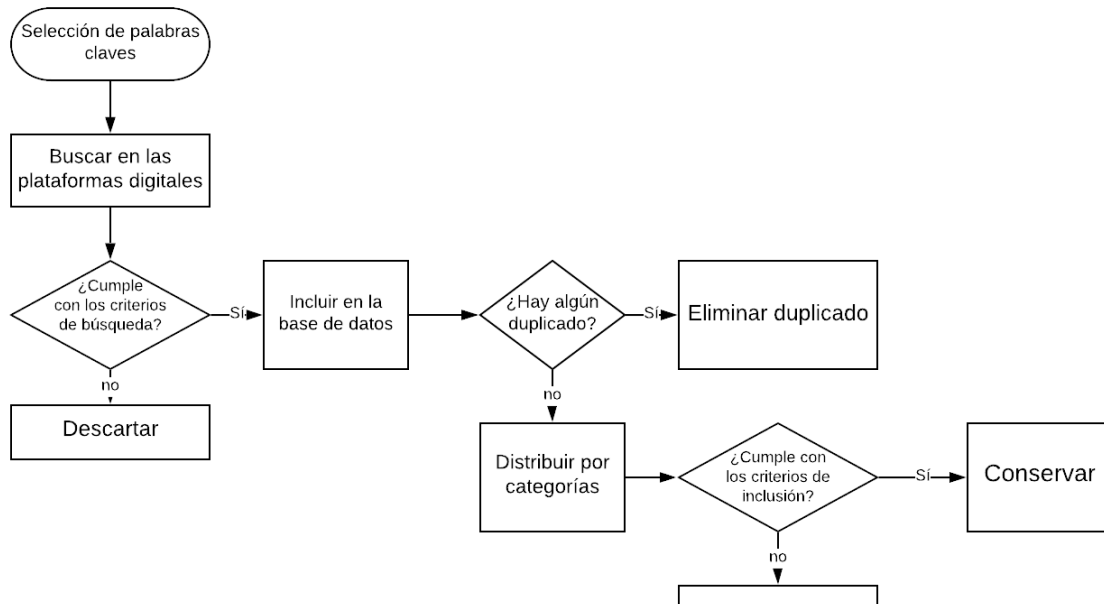 Selección de palabras
claves
Buscar en las
plataformas digitales
¿Cumple
con los criterios
de búsqueda?
Sí
no
Descartar
Incluir en la
base de datos
¿Hay algún
duplicado?
Sí
Eliminar duplicado
no
Distribuir por
categorías
¿Cumple con
los criterios de
inclusión?
Sí
Conservar
no